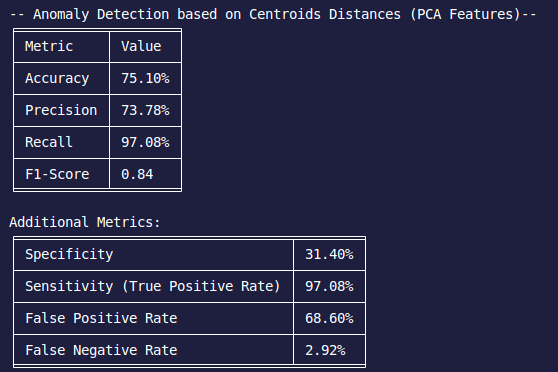 -- Anomaly Detection based on Centroids Distances (PCA Features)--
Metric Value
Accuracy 75.10%
Precision 73.78%
Recall 97.08%
F1-Score 0.84
Additional Metrics:
Specificity 31.40%
Sensitivity (True Positive Rate) 97.08%
False Positive Rate 68.60%
False Negative Rate 2.92%